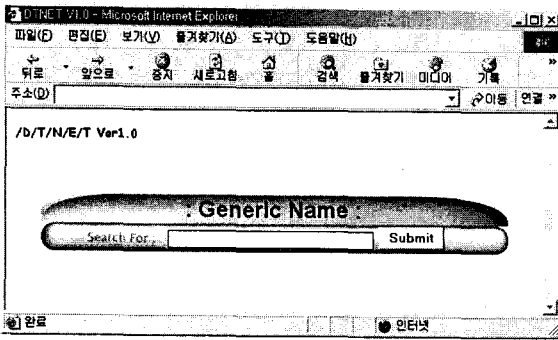 DTNET V1.0 - Microsoft Internet Explorer
파일(F) 편집(E) 보기(V) 즐겨찾기(A) 도구(T) 도움말(H)
뒤로 앞으로 중지 새로고침 홈 검색 즐겨찾기 미디어 기록 »
주소(D) 이동 연결 »
/D/T/N/E/T Ver1.0
: Generic Name :
Search For : Submit
완료 인터넷